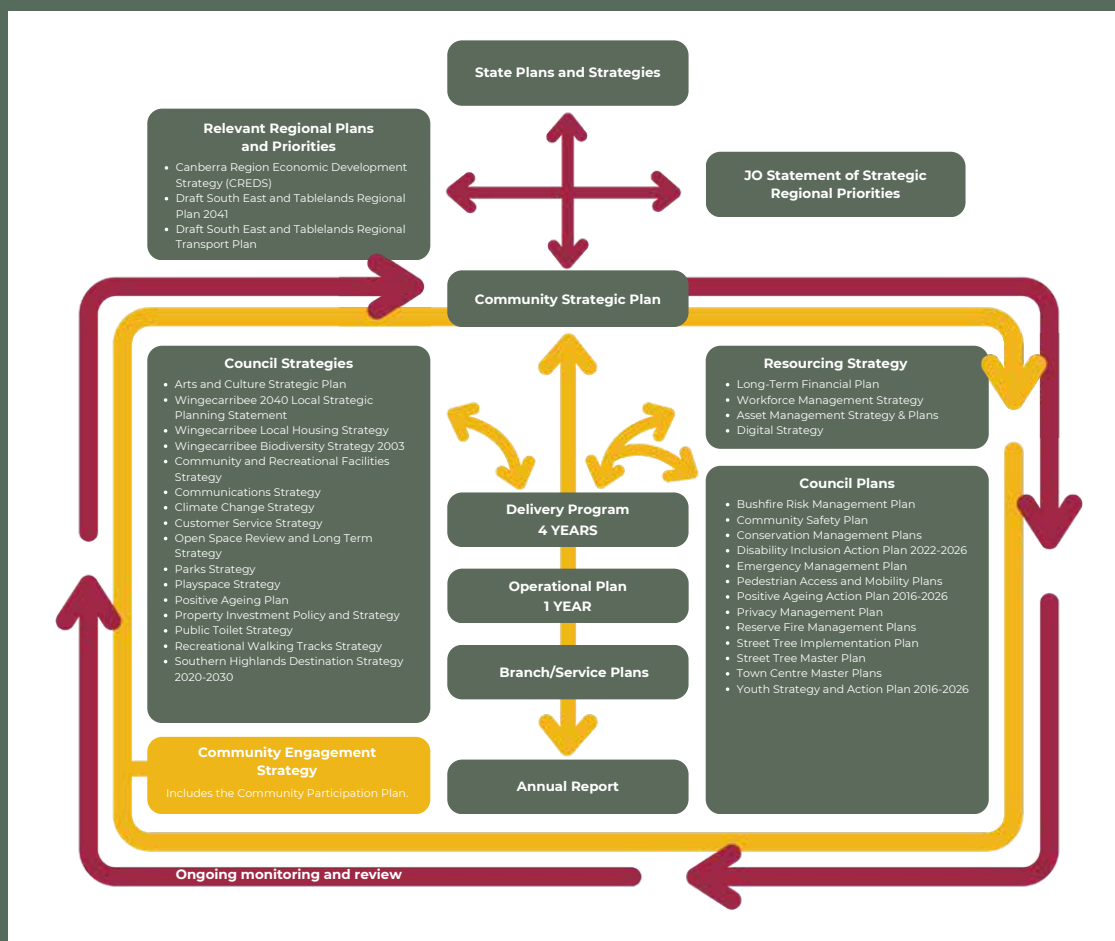 State Plans and Strategies
Relevant Regional Plans
and Priorities
• Canberra Region Economic Development
Strategy (CREDS)
• Draft South East and Tablelands Regional
Plan 2041
• Draft South East and Tablelands Regional
Transport Plan
JO Statement of Strategic
Regional Priorities
Community Strategic Plan
Council Strategies
• Arts and Culture Strategic Plan
• Wingecarribee 2040 Local Strategic
Planning Statement
• Wingecarribee Local Housing Strategy
• Wingecarribee Biodiversity Strategy 2003
• Community and Recreational Facilities
Strategy
• Communications Strategy
• Climate Change Strategy
• Customer Service Strategy
• Open Space Review and Long Term
Strategy
• Parks Strategy
• Playspace Strategy
• Positive Ageing Plan
• Property Investment Policy and Strategy
• Public Toilet Strategy
• Recreational Walking Tracks Strategy
• Southern Highlands Destination Strategy
2020-2030
Community Engagement
Strategy
Includes the Community Participation Plan.
Delivery Program
4 YEARS
Operational Plan
1 YEAR
Branch/Service Plans
Annual Report
Resourcing Strategy
• Long-Term Financial Plan
• Workforce Management Strategy
• Asset Management Strategy & Plans
• Digital Strategy
Council Plans
• Bushfire Risk Management Plan
• Community Safety Plan
• Conservation Management Plans
• Disability Inclusion Action Plan 2022-2026
• Emergency Management Plan
• Pedestrian Access and Mobility Plans
• Positive Ageing Action Plan 2016-2026
• Privacy Management Plan
• Reserve Fire Management Plans
• Street Tree Implementation Plan
• Street Tree Master Plan
• Town Centre Master Plans
• Youth Strategy and Action Plan 2016-2026
Ongoing monitoring and review